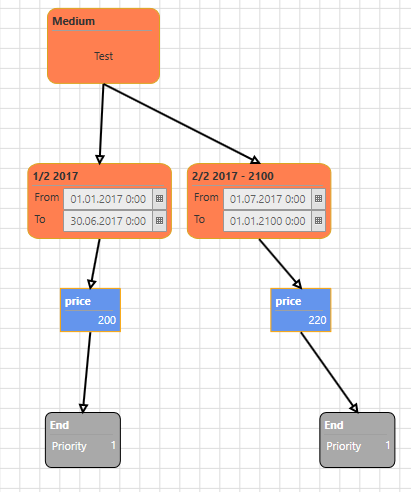 Medium
Test
1/2 2017
From 01.01.2017 0:00
To 30.06.2017 0:00
2/2 2017 - 2100
From 01.07.2017 0:00
To 01.01.2100 0:00
price
200
price
220
End
Priority 1
End
Priority 1